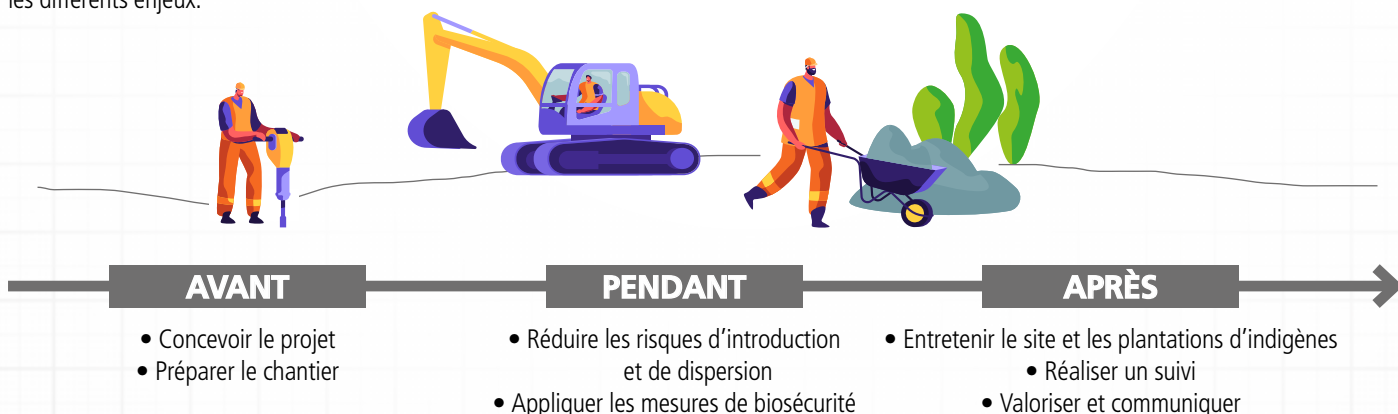 les différents enjeux.
AVANT
• Concevoir le projet
• Préparer le chantier
PENDANT
• Réduire les risques d'introduction
et de dispersion
• Appliquer les mesures de biosécurité
APRÈS
• Entretenir le site et les plantations d'indigènes
• Réaliser un suivi
• Valoriser et communiquer